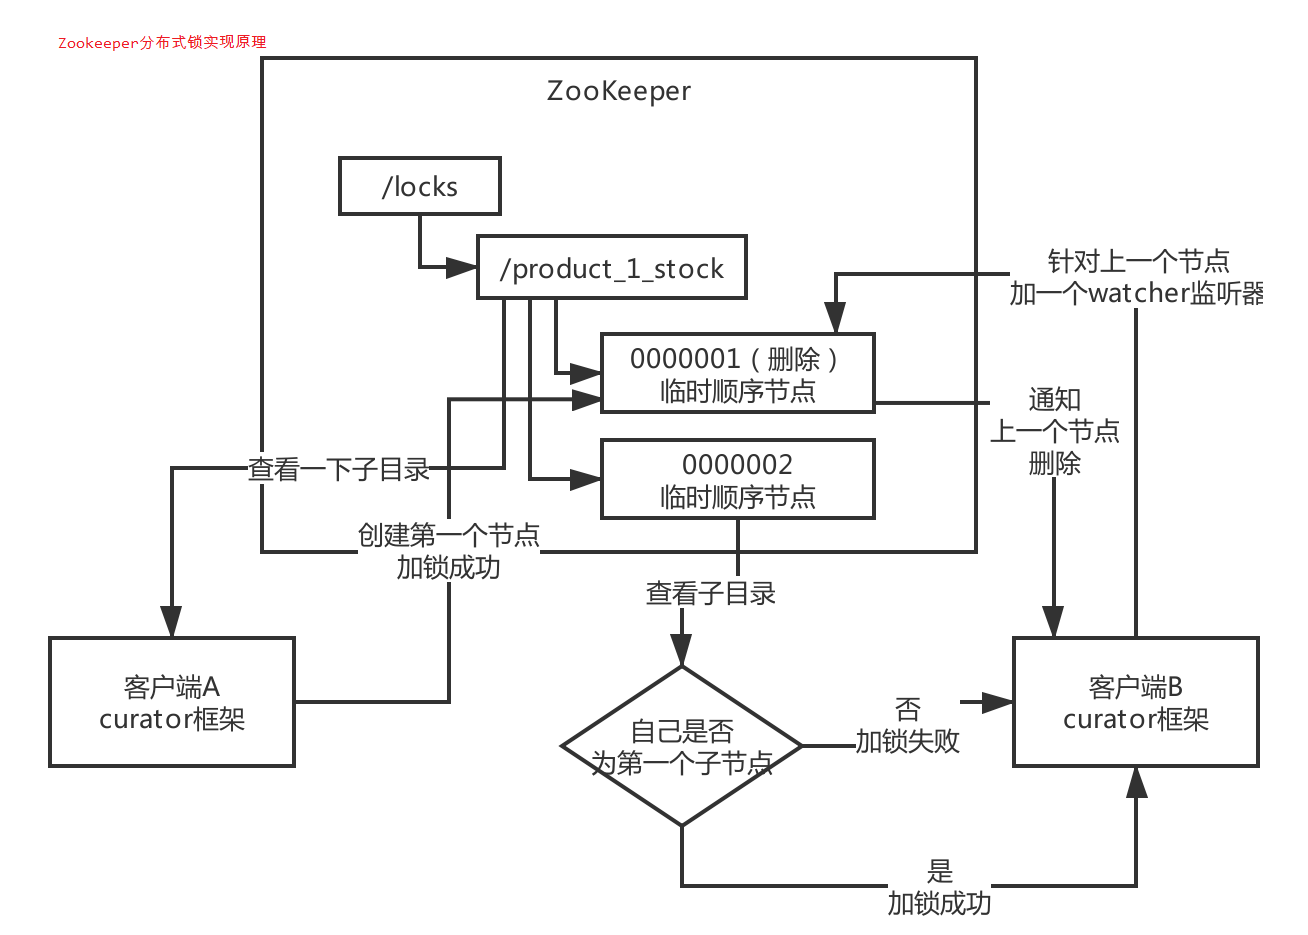 Zookeeper分布式锁实现原理
ZooKeeper
/locks
/product_1_stock
针对上一个节点
加一个watcher监听器
0000001（删除）
临时顺序节点
通知
上一个节点
删除
0000002
临时顺序节点
查看一下子目录
创建第一个节点
加锁成功
查看子目录
客户端A
curator框架
自己是否
为第一个子节点
否
加锁失败
客户端B
curator框架
是
加锁成功